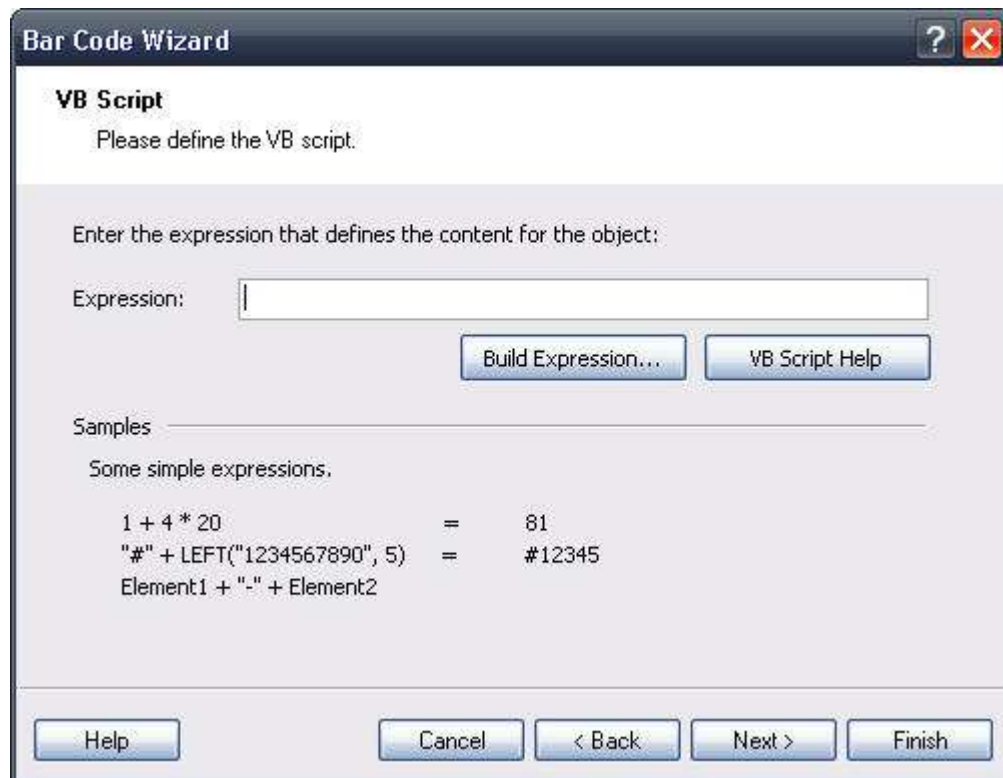 Bar Code Wizard
VB Script
Please define the VB script.
Enter the expression that defines the content for the object:
Expression:
Build Expression... VB Script Help
Samples
Some simple expressions.
1 + 4 * 20 = 81
"#" + LEFT("1234567890", 5) = #12345
Element1 + "-" + Element2
Help Cancel < Back Next > Finish